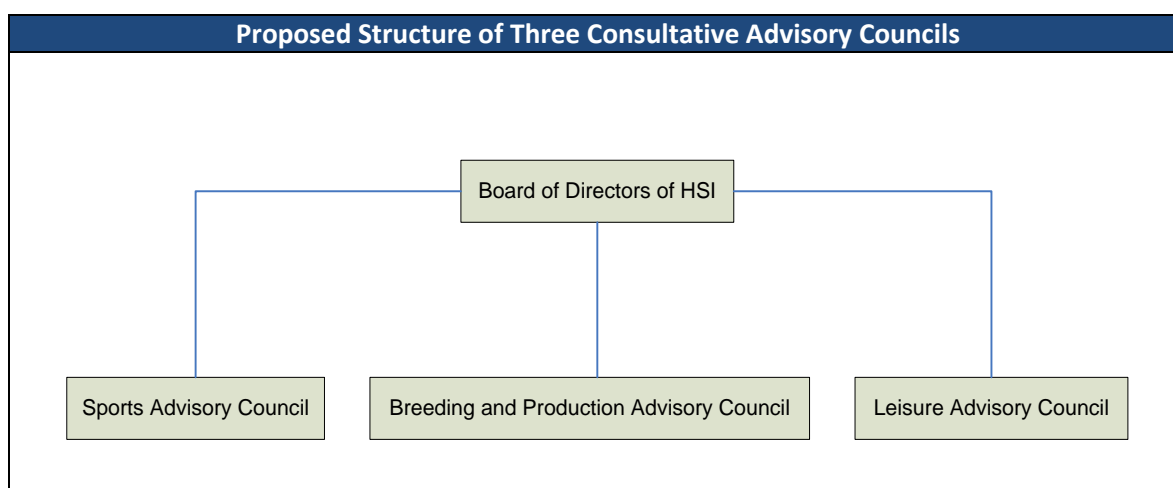 Proposed Structure of Three Consultative Advisory Councils
Board of Directors of HSI
Sports Advisory Council
Breeding and Production Advisory Council
Leisure Advisory Council